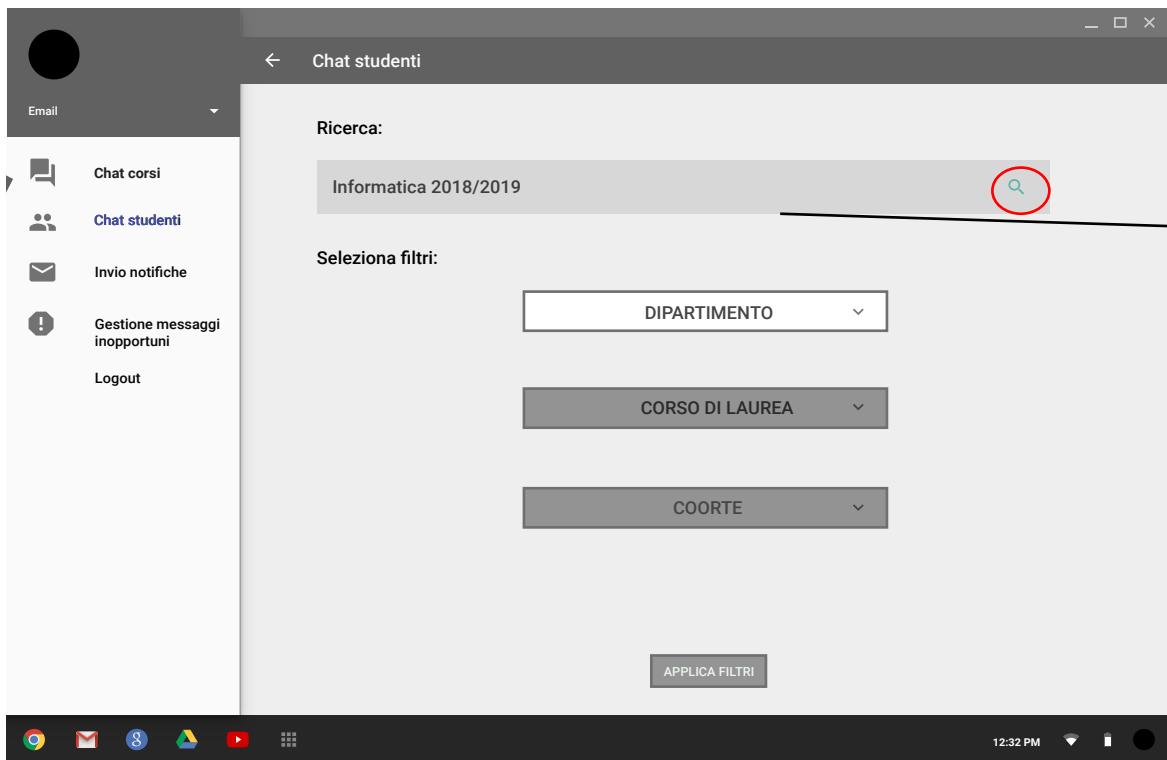 Chat studenti
Email
Ricerca:
Chat corsi
Informatica 2018/2019
Chat studenti
Seleziona filtri:
Invio notifiche
DIPARTIMENTO
Gestione messaggi
inopportuni
Logout
CORSO DI LAUREA
COORTE
APPLICA FILTRI
8
12:32 PM